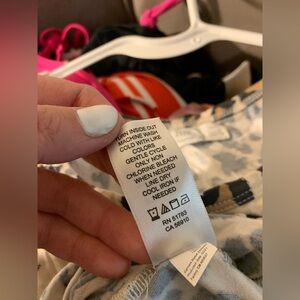 TURN INSIDE OUT
MACHINE WASH
COLD WITH LIKE
COLORS
GENTLE CYCLE
ONLY NON
CHLORINE BLEACH
WHEN NEEDED
LINE DRY
COOL IRON IF
NEEDED
RN 51783
CA 56910